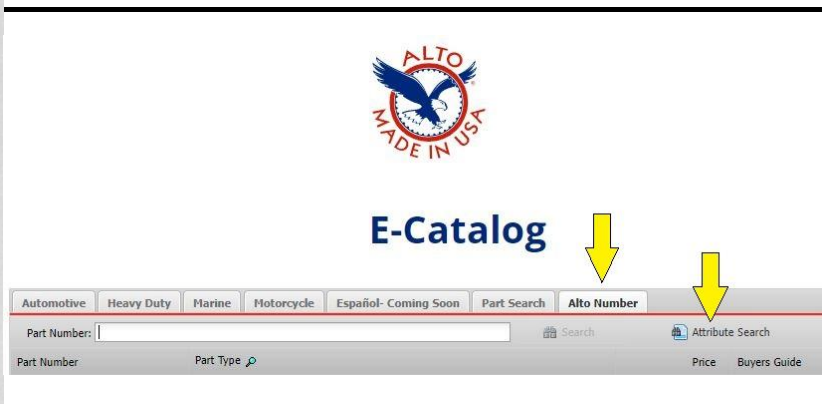 ALTO
MADE IN USA
E-Catalog
Automotive Heavy Duty Marine Motorcycle Español- Coming Soon Part Search Alto Number
Part Number: Search Attribute Search
Part Number Part Type Price Buyers Guide